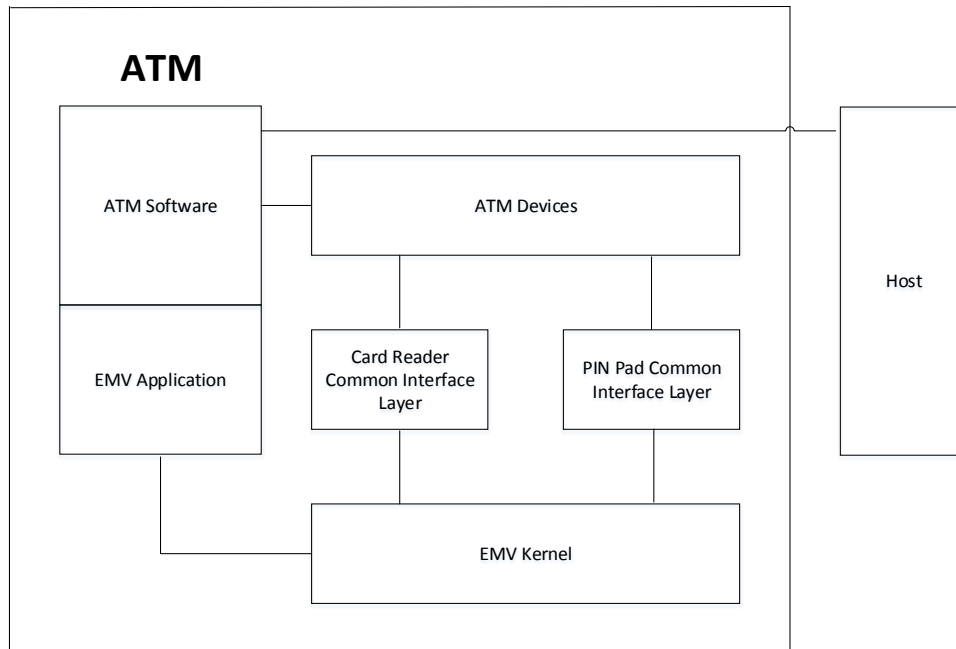 ATM
ATM Software
ATM Devices
Host
EMV Application
Card Reader
Common Interface
Layer
PIN Pad Common
Interface Layer
EMV Kernel